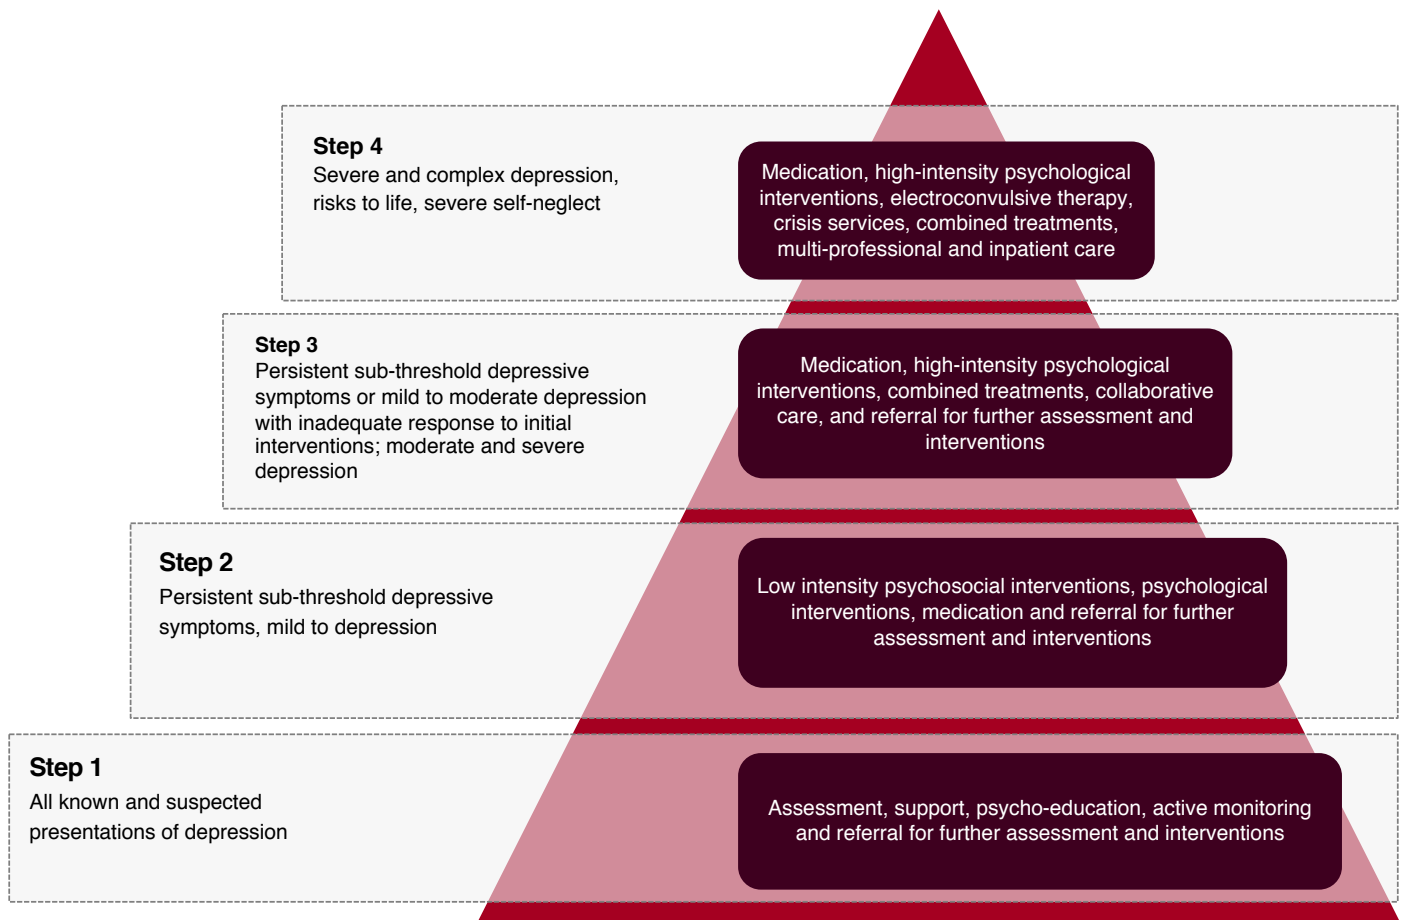 Step 4
Severe and complex depression,
risks to life, severe self-neglect
Medication, high-intensity psychological
interventions, electroconvulsive therapy,
crisis services, combined treatments,
multi-professional and inpatient care
Step 3
Persistent sub-threshold depressive
symptoms or mild to moderate depression
with inadequate response to initial
interventions; moderate and severe
depression
Medication, high-intensity psychological
interventions, combined treatments, collaborative
care, and referral for further assessment and
interventions
Step 2
Persistent sub-threshold depressive
symptoms, mild to depression
Low intensity psychosocial interventions, psychological
interventions, medication and referral for further
assessment and interventions
Step 1
All known and suspected
presentations of depression
Assessment, support, psycho-education, active monitoring
and referral for further assessment and interventions